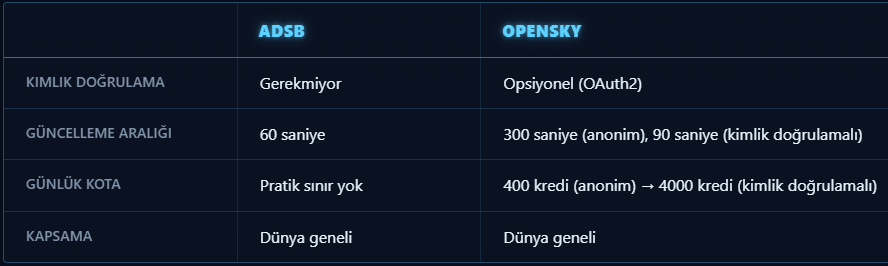 ADSB OPENSKY
KIMLIK DOĞRULAMA Gerekmiyor Opsiyonel (OAuth2)
GÜNCELLEME ARALIĞI 60 saniye 300 saniye (anonim), 90 saniye (kimlik doğrulamalı)
GÜNLÜK KOTA Pratik sınır yok 400 kredi (anonim) → 4000 kredi (kimlik doğrulamalı)
KAPSAMA Dünya geneli Dünya geneli